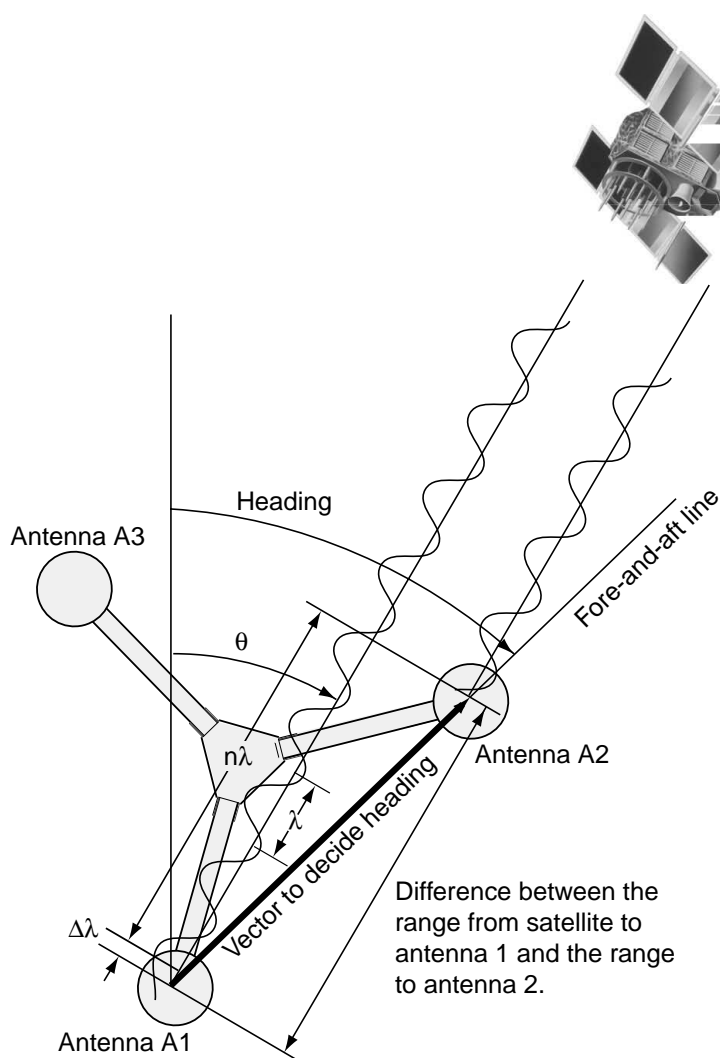 Heading
Antenna A3
Fore-and-aft line
θ
nλ
Antenna A2
λ
Vector to decide heading
Difference between the
range from satellite to
antenna 1 and the range
to antenna 2.
Δλ
Antenna A1